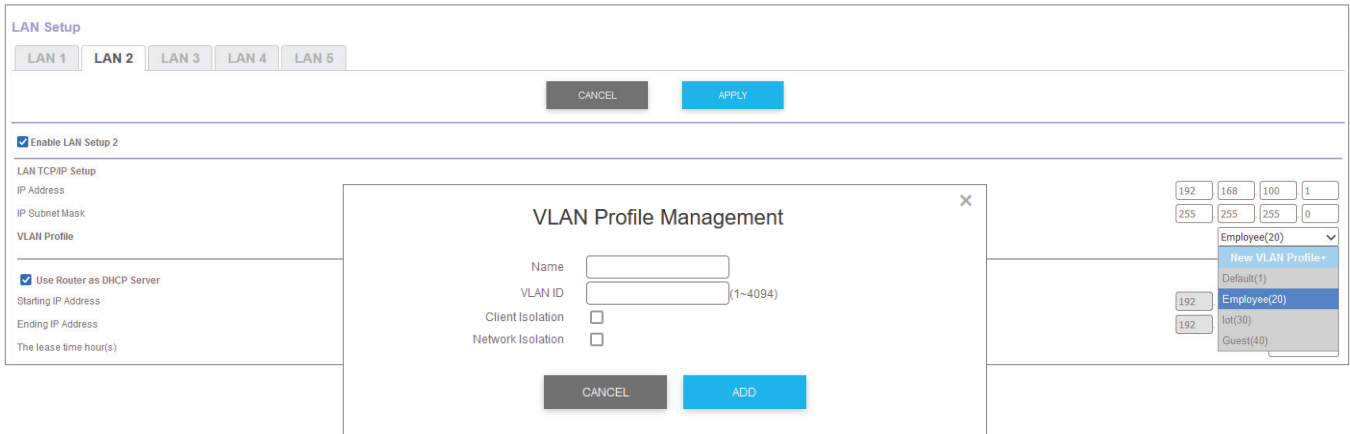 LAN Setup
LAN 1 LAN 2 LAN 3 LAN 4 LAN 5
CANCEL APPLY
Enable LAN Setup 2
LAN TCP/IP Setup
IP Address 192 . 168 . 100 . 1
IP Subnet Mask 255 . 255 . 255 . 0
VLAN Profile Employee(20)
New VLAN Profile+
Default(1)
Employee(20)
Iot(30)
Guest(40)
Use Router as DHCP Server
Starting IP Address 192 .
Ending IP Address 192 .
The lease time hour(s)
×
VLAN Profile Management
Name
VLAN ID (1~4094)
Client Isolation
Network Isolation
CANCEL ADD